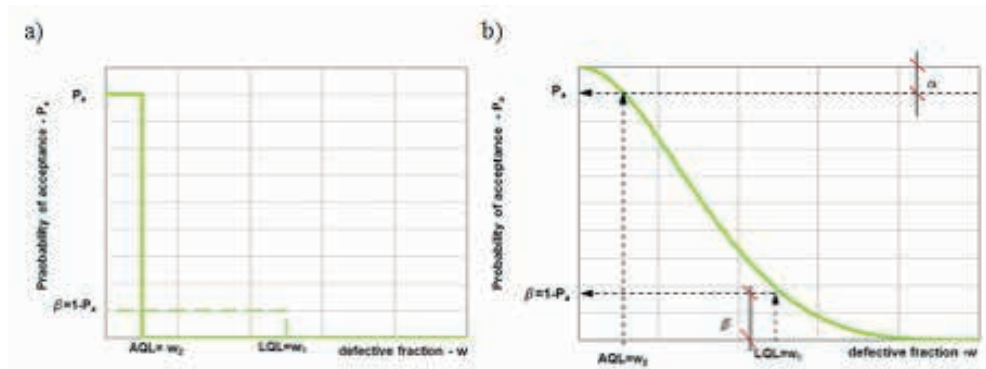 a)
Probability of acceptance - Pₐ
Pₐ
β=1-Pₐ
AQL= w₂
LQL=w₁
defective fraction - w
b)
Probability of acceptance - Pₐ
Pₐ
α
β=1-Pₐ
β
AQL=w₂
LQL=w₁
defective fraction -w